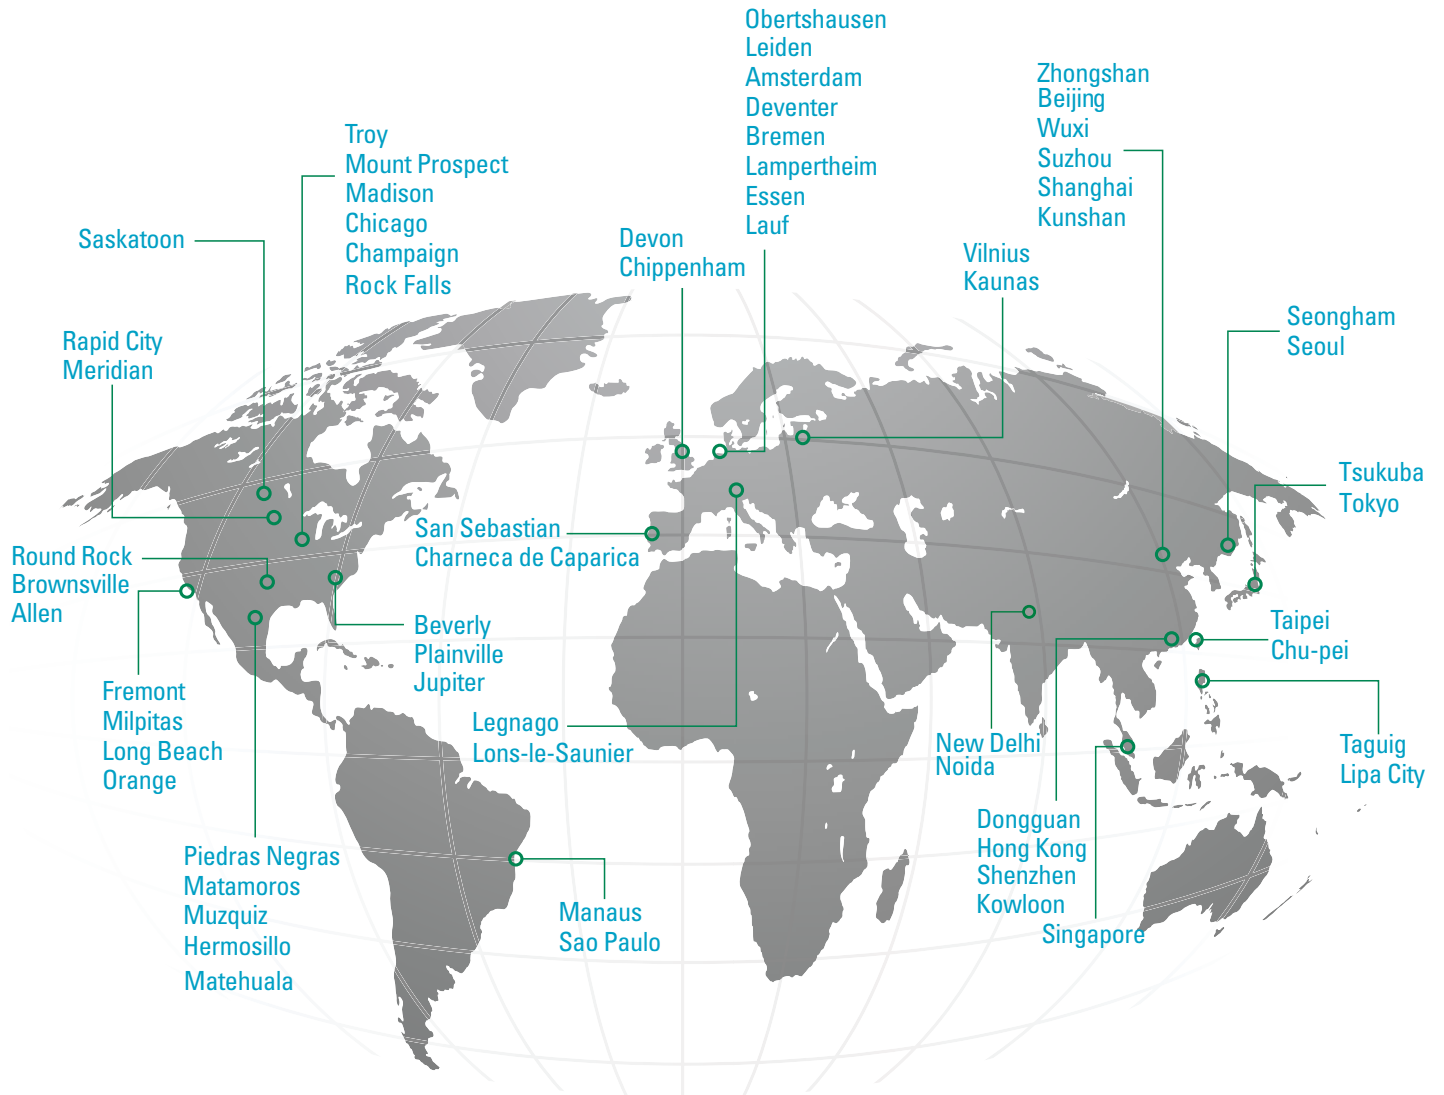 Obertshausen
Leiden
Amsterdam
Deventer
Bremen
Lampertheim
Essen
Lauf
Zhongshan
Beijing
Wuxi
Suzhou
Shanghai
Kunshan
Troy
Mount Prospect
Madison
Chicago
Champaign
Rock Falls
Saskatoon
Devon
Chippenham
Vilnius
Kaunas
Seongham
Seoul
Rapid City
Meridian
Tsukuba
Tokyo
San Sebastian
Charneca de Caparica
Round Rock
Brownsville
Allen
Beverly
Plainville
Jupiter
Taipei
Chu-pei
Fremont
Milpitas
Long Beach
Orange
Legnago
Lons-le-Saunier
New Delhi
Noida
Taguig
Lipa City
Dongguan
Hong Kong
Shenzhen
Kowloon
Singapore
Piedras Negras
Matamoros
Muzquiz
Hermosillo
Matehuala
Manaus
Sao Paulo